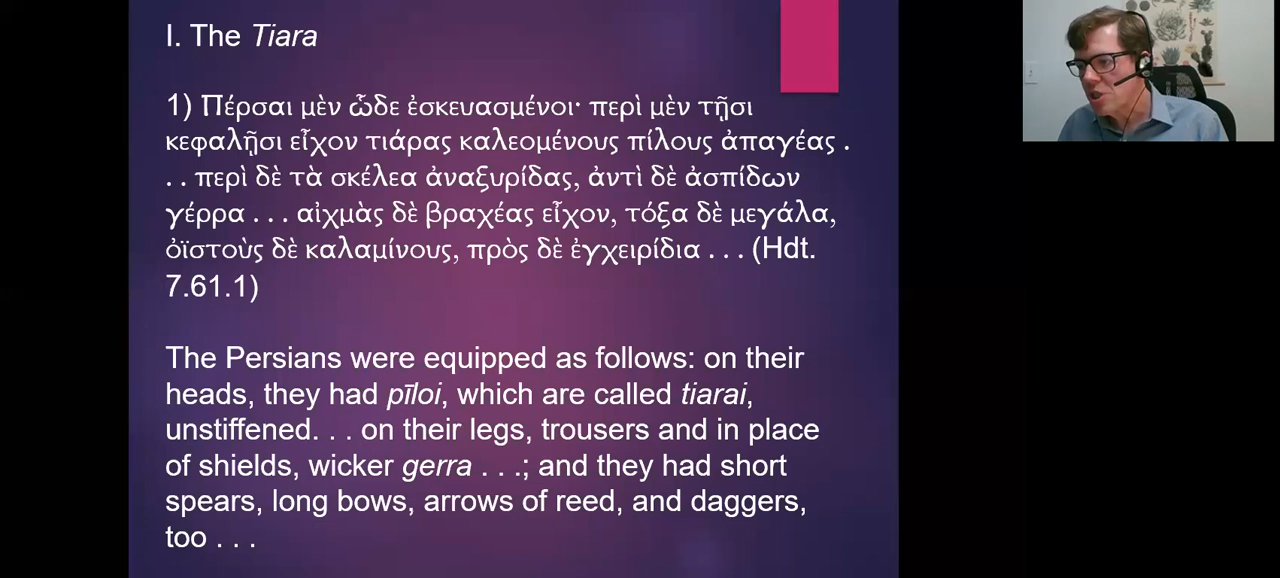 I. The Tiara
1) Πέρσαι μὲν ὧδε ἐσκευασμένοι· περὶ μὲν τῇσι
κεφαλῇσι εἶχον τιάρας καλεομένους πίλους ἀπαγέας .
. . περὶ δὲ τὰ σκέλεα ἀναξυρίδας, ἀντὶ δὲ ἀσπίδων
γέρρα . . . αἰχμὰς δὲ βραχέας εἶχον, τόξα δὲ μεγάλα,
ὀϊστοὺς δὲ καλαμίνους, πρὸς δὲ ἐγχειρίδια . . . (Hdt.
7.61.1)
The Persians were equipped as follows: on their
heads, they had pīloi, which are called tiarai,
unstiffened. . . on their legs, trousers and in place
of shields, wicker gerra . . .; and they had short
spears, long bows, arrows of reed, and daggers,
too . . .